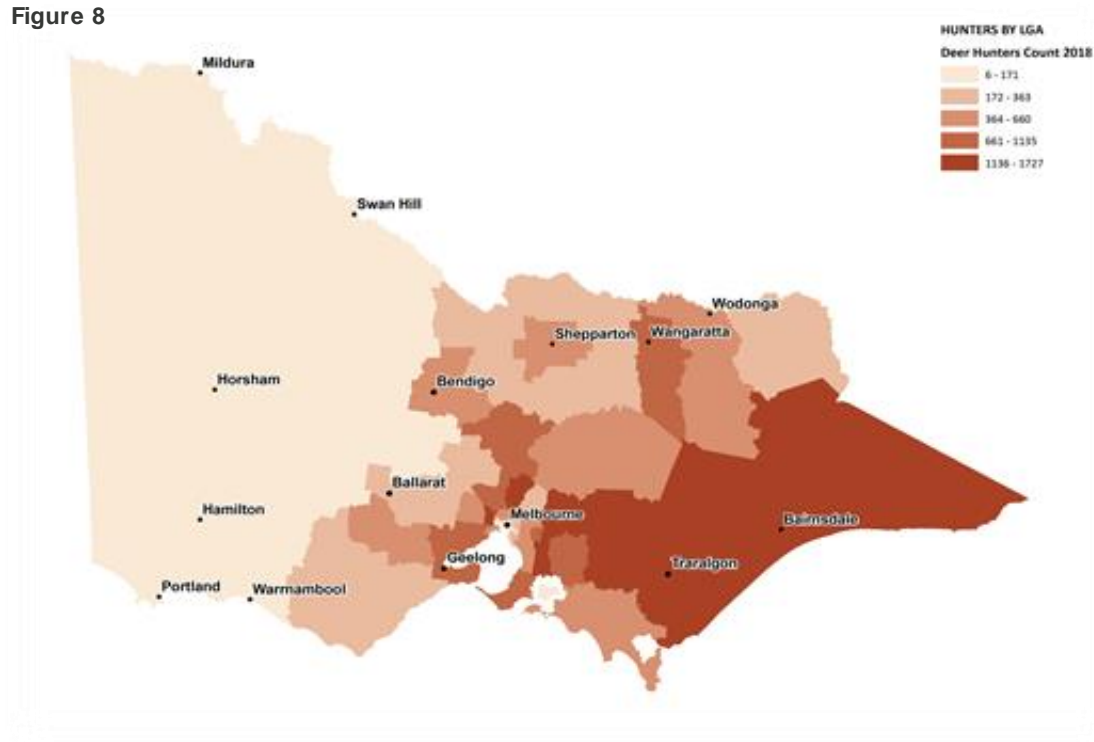 Figure 8
HUNTERS BY LGA
Deer Hunters Count 2018
6 - 171
172 - 363
364 - 660
661 - 1135
1136 - 1727
Mildura
Swan Hill
Wodonga
Shepparton
Wangaratta
Horsham
Bendigo
Ballarat
Hamilton
Melbourne
Bairnsdale
Geelong
Traralgon
Portland
Warrnambool